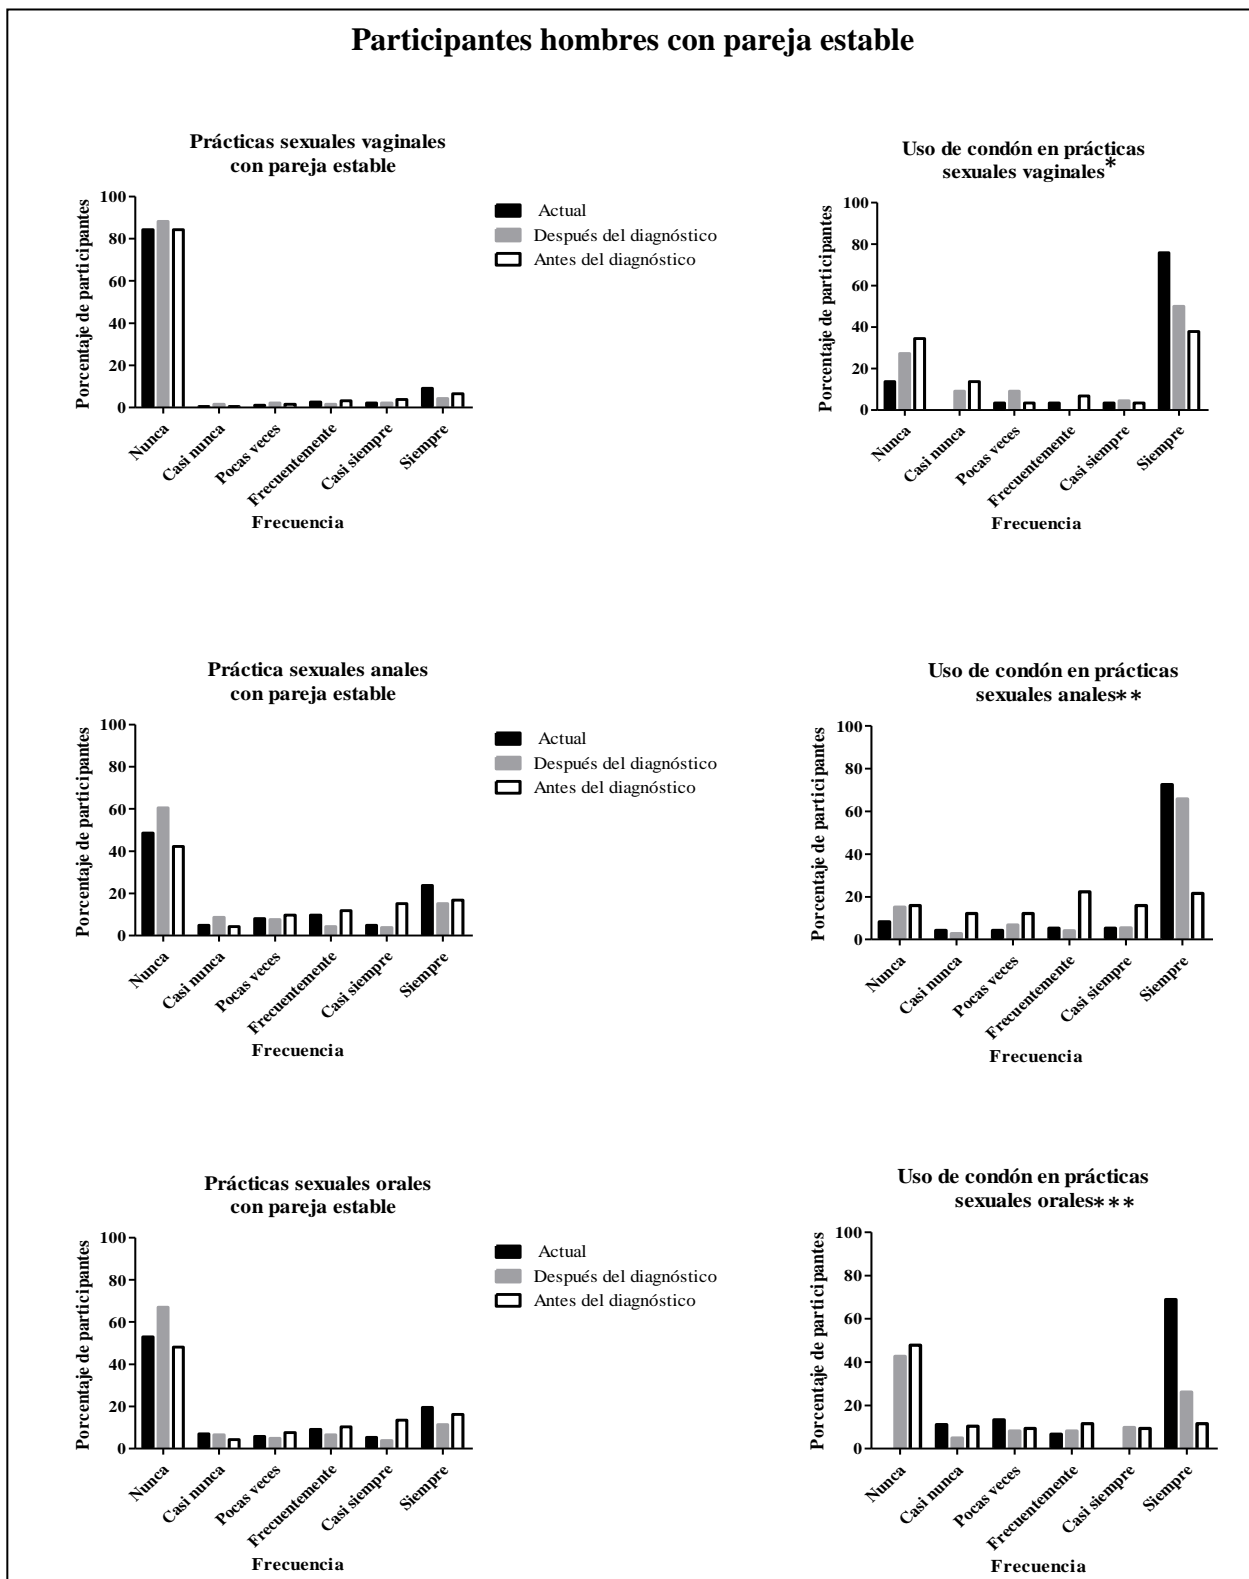 Participantes hombres con pareja estable
Prácticas sexuales vaginales
con pareja estable
Porcentaje de participantes
100
80
60
40
20
0
Nunca
Casi nunca
Pocas veces
Frecuentemente
Casi siempre
Siempre
Frecuencia
Actual
Después del diagnóstico
Antes del diagnóstico
Uso de condón en prácticas
sexuales vaginales*
Porcentaje de participantes
100
80
60
40
20
0
Nunca
Casi nunca
Pocas veces
Frecuentemente
Casi siempre
Siempre
Frecuencia
Práctica sexuales anales
con pareja estable
Porcentaje de participantes
100
80
60
40
20
0
Nunca
Casi nunca
Pocas veces
Frecuentemente
Casi siempre
Siempre
Frecuencia
Actual
Después del diagnóstico
Antes del diagnóstico
Uso de condón en prácticas
sexuales anales**
Porcentaje de participantes
100
80
60
40
20
0
Nunca
Casi nunca
Pocas veces
Frecuentemente
Casi siempre
Siempre
Frecuencia
Prácticas sexuales orales
con pareja estable
Porcentaje de participantes
100
80
60
40
20
0
Nunca
Casi nunca
Pocas veces
Frecuentemente
Casi siempre
Siempre
Frecuencia
Actual
Después del diagnóstico
Antes del diagnóstico
Uso de condón en prácticas
sexuales orales***
Porcentaje de participantes
100
80
60
40
20
0
Nunca
Casi nunca
Pocas veces
Frecuentemente
Casi siempre
Siempre
Frecuencia